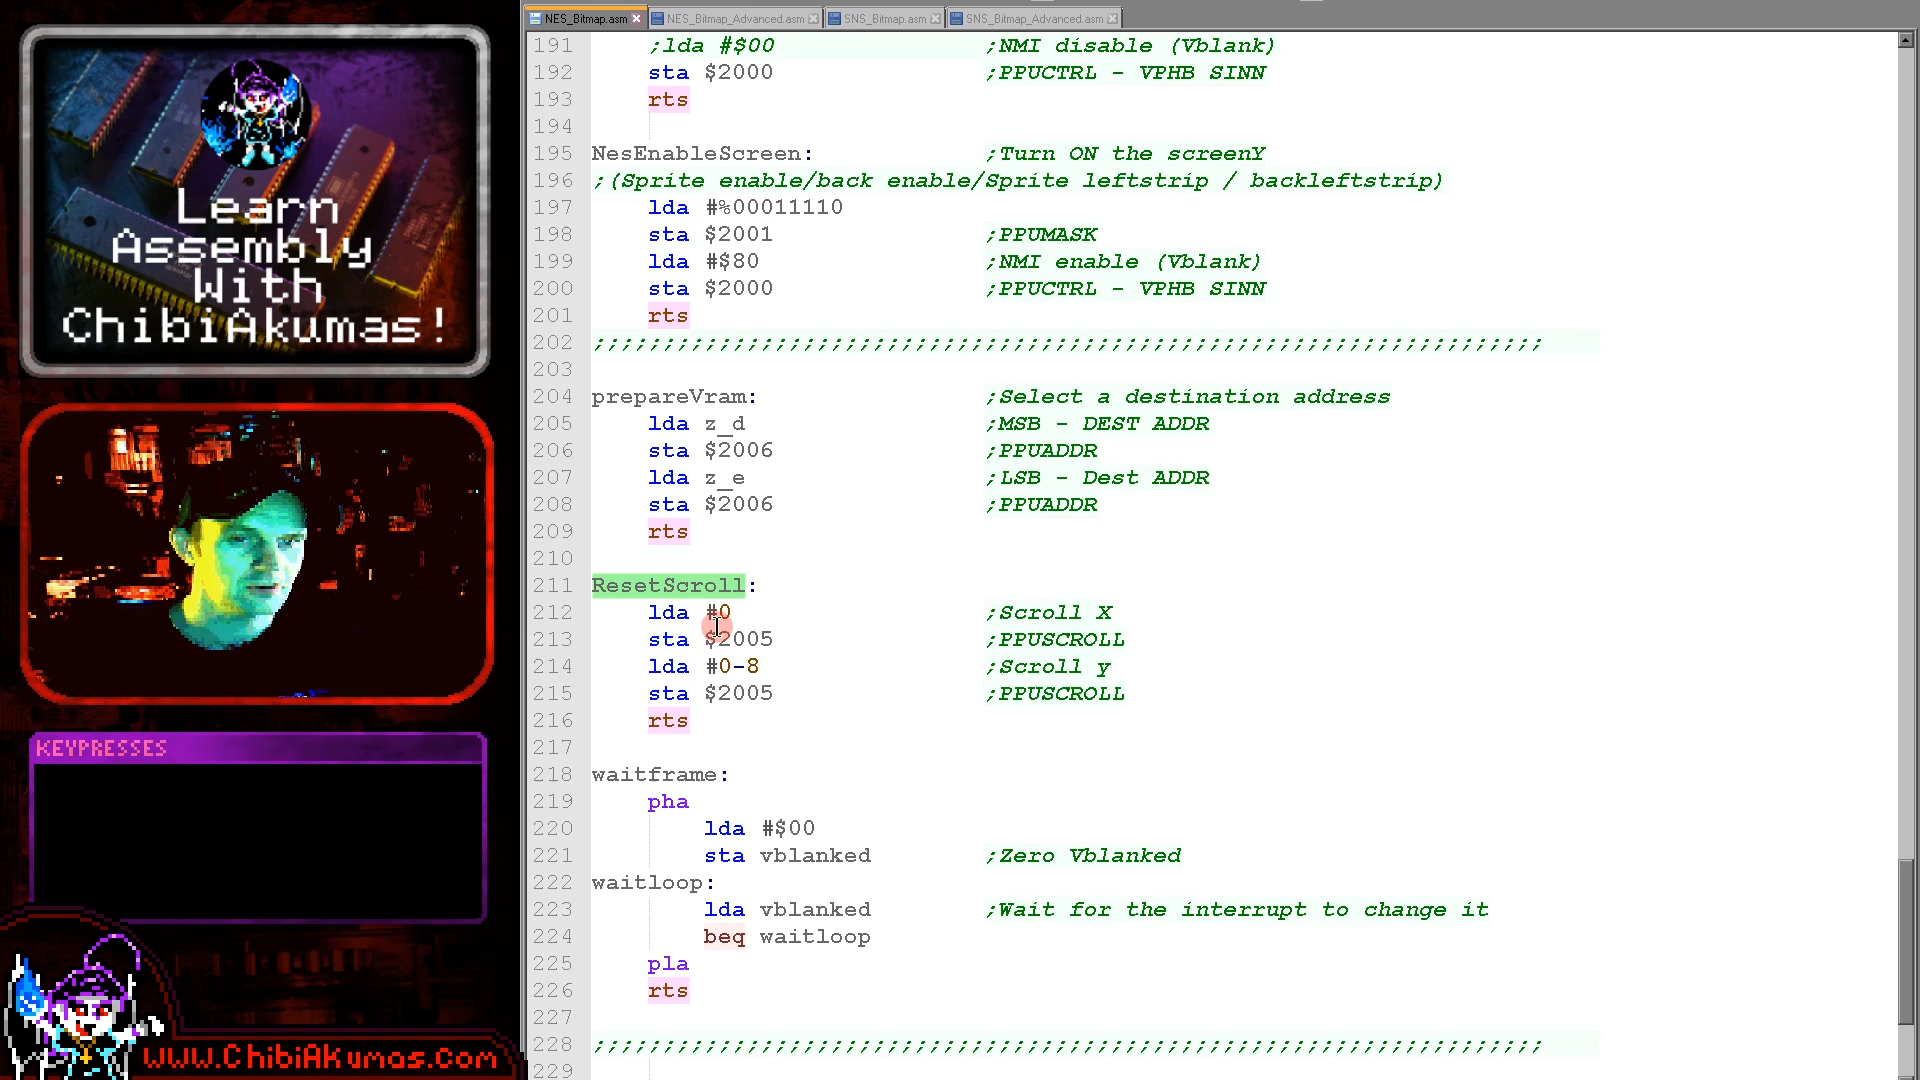 Learn
Assembly
With
ChibiAkumas!
KEYPRESSES
www.ChibiAkumas.com
NES_Bitmap.asm NES_Bitmap_Advanced.asm SNS_Bitmap.asm SNS_Bitmap_Advanced.asm
191 ;lda #$00 ;NMI disable (Vblank)
192 sta $2000 ;PPUCTRL - VPHB SINN
193 rts
194
195 NesEnableScreen: ;Turn ON the screenY
196 ;(Sprite enable/back enable/Sprite leftstrip / backleftstrip)
197 lda #%00011110
198 sta $2001 ;PPUMASK
199 lda #$80 ;NMI enable (Vblank)
200 sta $2000 ;PPUCTRL - VPHB SINN
201 rts
202 ;;;;;;;;;;;;;;;;;;;;;;;;;;;;;;;;;;;;;;;;;;;;;;;;;;;;;;;;;;;;;;;;;;;;
203
204 prepareVram: ;Select a destination address
205 lda z_d ;MSB - DEST ADDR
206 sta $2006 ;PPUADDR
207 lda z_e ;LSB - Dest ADDR
208 sta $2006 ;PPUADDR
209 rts
210
211 ResetScroll:
212 lda #0 ;Scroll X
213 sta $2005 ;PPUSCROLL
214 lda #0-8 ;Scroll y
215 sta $2005 ;PPUSCROLL
216 rts
217
218 waitframe:
219 pha
220 lda #$00
221 sta vblanked ;Zero Vblanked
222 waitloop:
223 lda vblanked ;Wait for the interrupt to change it
224 beq waitloop
225 pla
226 rts
227
228 ;;;;;;;;;;;;;;;;;;;;;;;;;;;;;;;;;;;;;;;;;;;;;;;;;;;;;;;;;;;;;;;;;;;;
229